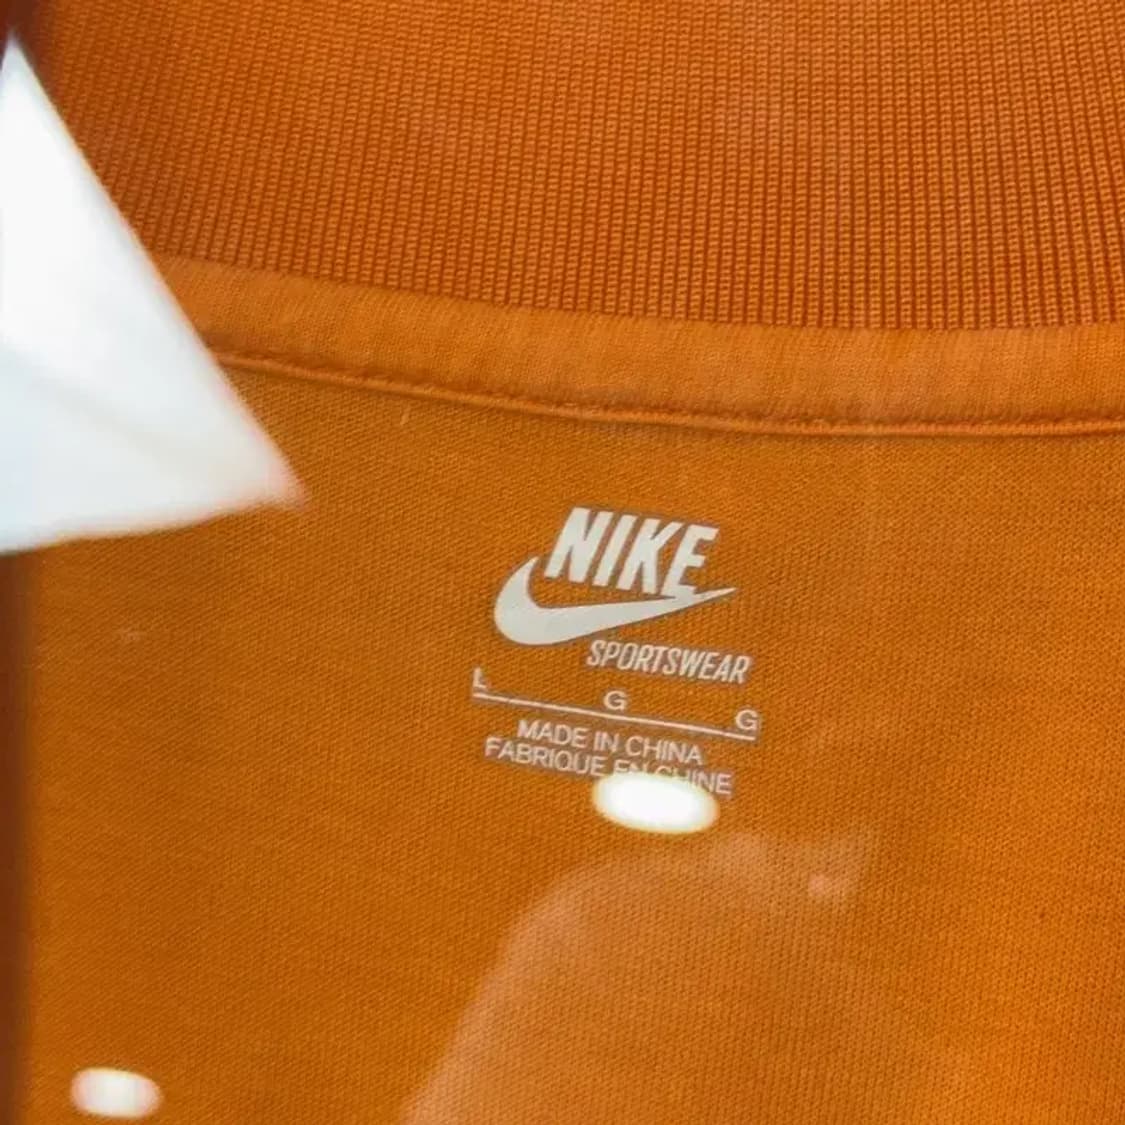 NIKE
SPORTSWEAR
L G G
MADE IN CHINA
FABRIQUE EN CHINE